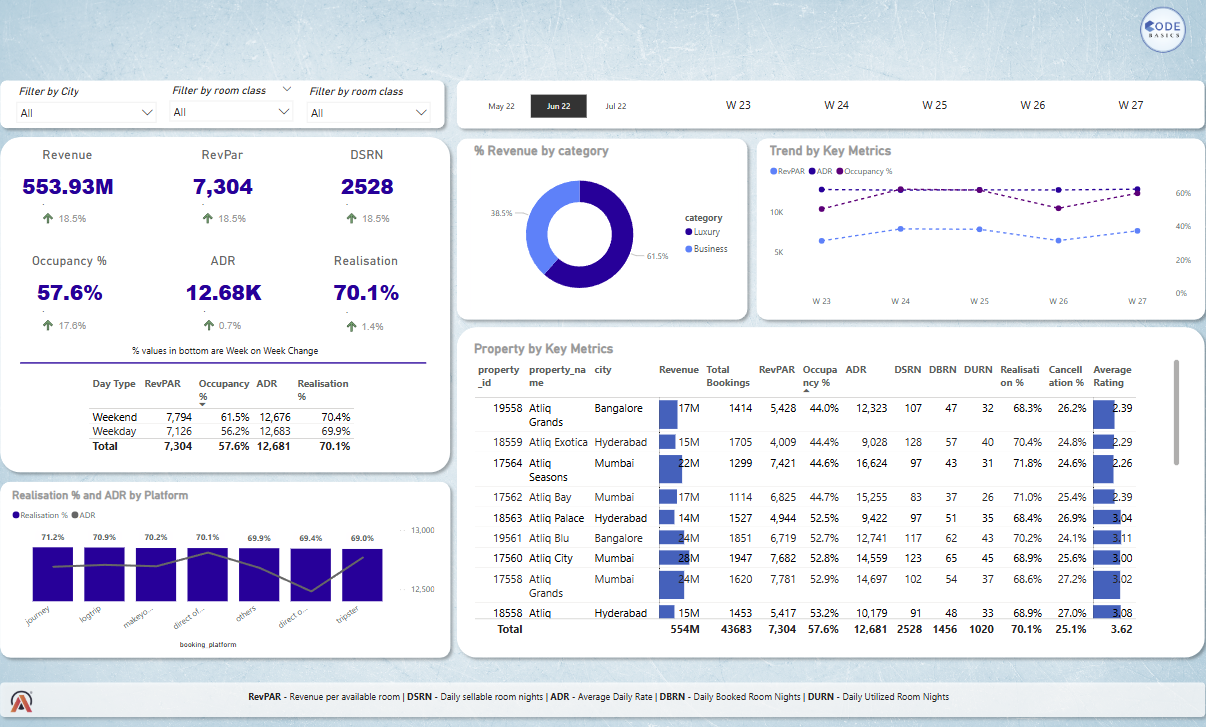 CODE
BASICS
Filter by City
Filter by room class
Filter by room class
All
All
All
May 22
Jun 22
Jul 22
W 23
W 24
W 25
W 26
W 27
Revenue
RevPar
DSRN
553.93M
7,304
2528
18.5%
18.5%
18.5%
Occupancy %
ADR
Realisation
57.6%
12.68K
70.1%
17.6%
0.7%
1.4%
% values in bottom are Week on Week Change
Day Type RevPAR Occupancy % ADR Realisation %
Weekend 7,794 61.5% 12,676 70.4%
Weekday 7,126 56.2% 12,683 69.9%
Total 7,304 57.6% 12,681 70.1%
% Revenue by category
38.5%
61.5%
category
Luxury
Business
Trend by Key Metrics
RevPAR ADR Occupancy %
10K
5K
60%
40%
20%
0%
W 23
W 24
W 25
W 26
W 27
Realisation % and ADR by Platform
Realisation % ADR
13,000
12,500
71.2%
70.9%
70.2%
70.1%
69.9%
69.4%
69.0%
journey
logtrip
makeyo...
direct of...
others
direct o...
tripster
booking_platform
Property by Key Metrics
property_id property_name city Revenue Total Bookings RevPAR Occupancy % ADR DSRN DBRN DURN Realisation % Cancellation % Average Rating
19558 Atliq Grands Bangalore 17M 1414 5,428 44.0% 12,323 107 47 32 68.3% 26.2% 2.39
18559 Atliq Exotica Hyderabad 15M 1705 4,009 44.4% 9,028 128 57 40 70.4% 24.8% 2.29
17564 Atliq Seasons Mumbai 22M 1299 7,421 44.6% 16,624 97 43 31 71.8% 24.6% 2.26
17562 Atliq Bay Mumbai 17M 1114 6,825 44.7% 15,255 83 37 26 71.0% 25.4% 2.39
18563 Atliq Palace Hyderabad 14M 1527 4,944 52.5% 9,422 97 51 35 68.4% 26.9% 3.04
19561 Atliq Blu Bangalore 24M 1851 6,719 52.7% 12,741 117 62 43 70.2% 24.1% 3.11
17560 Atliq City Mumbai 28M 1947 7,682 52.8% 14,559 123 65 45 68.9% 25.6% 3.00
17558 Atliq Grands Mumbai 24M 1620 7,781 52.9% 14,697 102 54 37 68.6% 27.2% 3.02
18558 Atliq Hyderabad 15M 1453 5,417 53.2% 10,179 91 48 33 68.9% 27.0% 3.08
Total 554M 43683 7,304 57.6% 12,681 2528 1456 1020 70.1% 25.1% 3.62
RevPAR - Revenue per available room | DSRN - Daily sellable room nights | ADR - Average Daily Rate | DBRN - Daily Booked Room Nights | DURN - Daily Utilized Room Nights